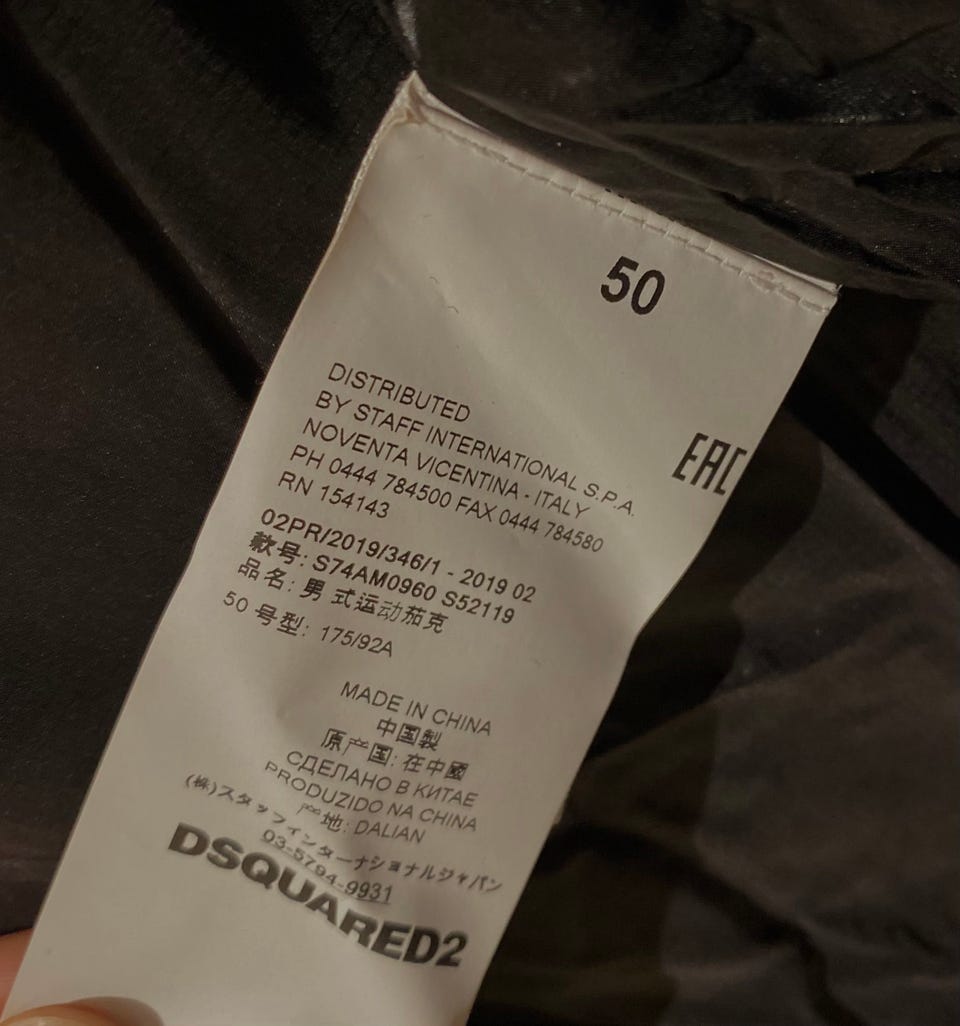 50
EAC
DISTRIBUTED
BY STAFF INTERNATIONAL S.P.A.
NOVENTA VICENTINA - ITALY
PH 0444 784500 FAX 0444 784580
RN 154143
02PR/2019/346/1 - 2019 02
款号: S74AM0960 S52119
品名: 男 式运动茄克
50 号型: 175/92A
MADE IN CHINA
中国製
原产国: 在中國
СДЕЛАНО В КИТАЕ
PRODUZIDO NA CHINA
产地: DALIAN
(株)スタッフインターナショナルジャパン
03-5794-9931
DSQUARED2